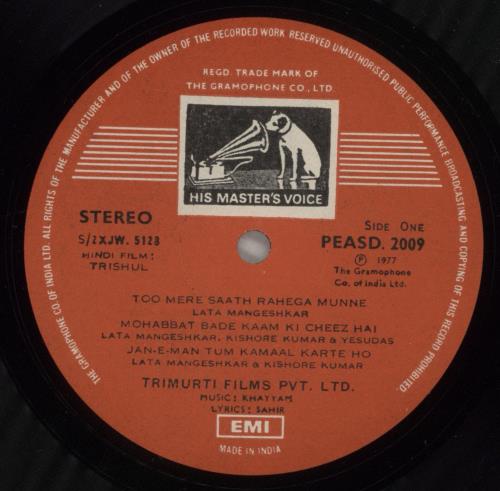 THE GRAMOPHONE CO. OF INDIA LTD. ALL RIGHTS OF THE MANUFACTURER AND OF THE OWNER OF THE RECORDED WORK RESERVED UNAUTHORISED PUBLIC PERFORMANCE BROADCASTING AND COPYING OF THIS RECORD PROHIBITED.
REGD. TRADE MARK OF
THE GRAMOPHONE CO., LTD.
HIS MASTER'S VOICE
STEREO
S/2XJW. 5128
HINDI FILM:
TRISHUL
SIDE ONE
PEASD. 2009
Ⓟ 1977
The Gramophone
Co. of India Ltd.
TOO MERE SAATH RAHEGA MUNNE
LATA MANGESHKAR
MOHABBAT BADE KAAM KI CHEEZ HAI
LATA MANGESHKAR, KISHORE KUMAR & YESUDAS
JAN-E-MAN TUM KAMAAL KARTE HO
LATA MANGESHKAR & KISHORE KUMAR
TRIMURTI FILMS PVT. LTD.
MUSIC: KHAYYAM
LYRICS: SAHIR
EMI
MADE IN INDIA